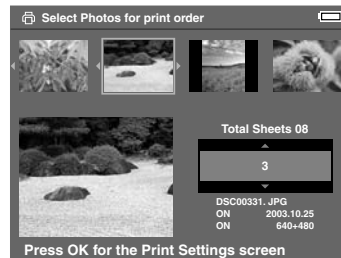 Select Photos for print order
Total Sheets 08
3
DSC00331. JPG
ON 2003.10.25
ON 640+480
Press OK for the Print Settings screen